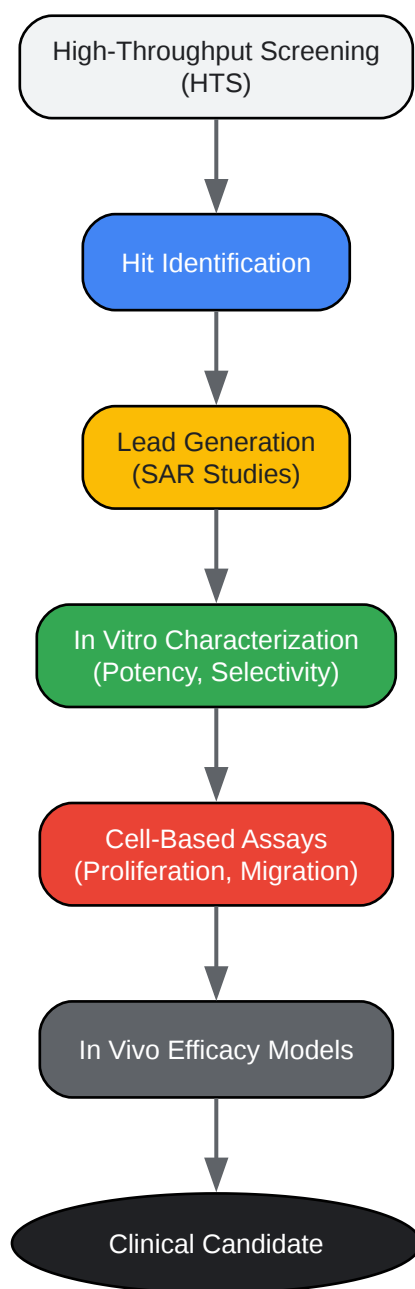 High-Throughput Screening
(HTS)
Hit Identification
Lead Generation
(SAR Studies)
In Vitro Characterization
(Potency, Selectivity)
Cell-Based Assays
(Proliferation, Migration)
In Vivo Efficacy Models
Clinical Candidate